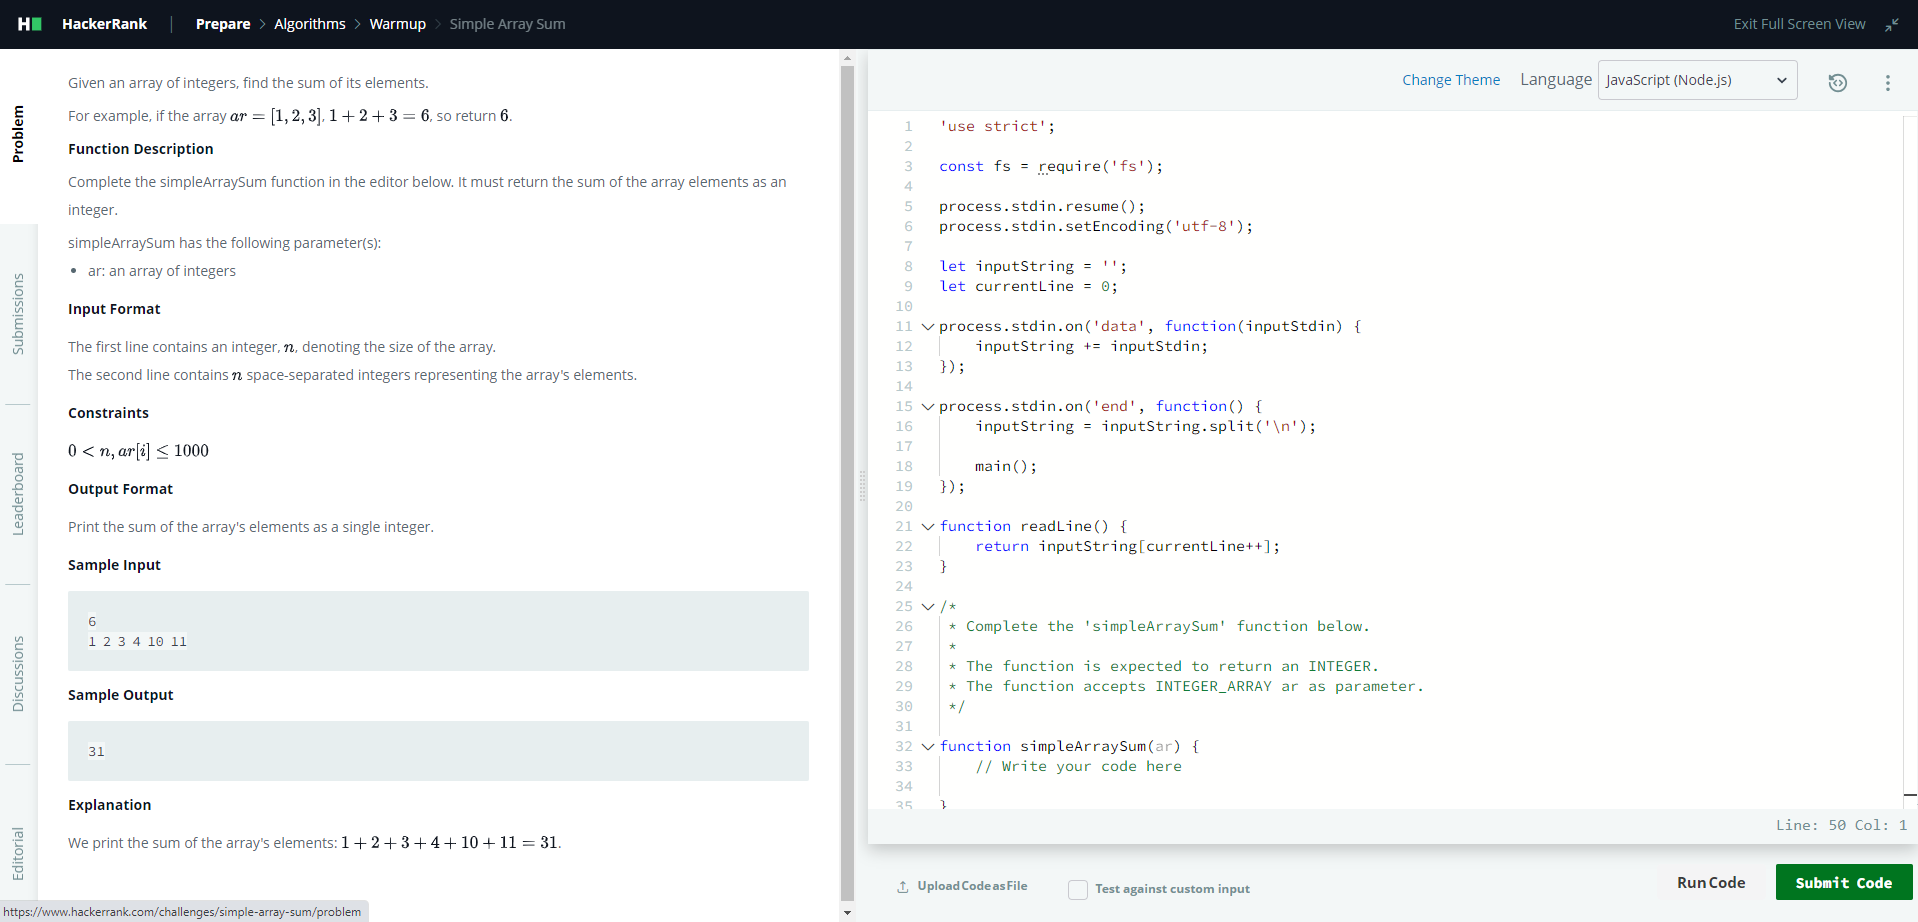 HackerRank | Prepare > Algorithms > Warmup > Simple Array Sum
Exit Full Screen View
Problem
Submissions
Leaderboard
Discussions
Editorial
Given an array of integers, find the sum of its elements.
For example, if the array ar = [1, 2, 3], 1 + 2 + 3 = 6, so return 6.
Function Description
Complete the simpleArraySum function in the editor below. It must return the sum of the array elements as an
integer.
simpleArraySum has the following parameter(s):
• ar: an array of integers
Input Format
The first line contains an integer, n, denoting the size of the array.
The second line contains n space-separated integers representing the array's elements.
Constraints
0 < n, ar[i] ≤ 1000
Output Format
Print the sum of the array's elements as a single integer.
Sample Input
6
1 2 3 4 10 11
Sample Output
31
Explanation
We print the sum of the array's elements: 1 + 2 + 3 + 4 + 10 + 11 = 31.
https://www.hackerrank.com/challenges/simple-array-sum/problem
Change Theme Language JavaScript (Node.js)
1 'use strict';
2
3 const fs = require('fs');
4
5 process.stdin.resume();
6 process.stdin.setEncoding('utf-8');
7
8 let inputString = '';
9 let currentLine = 0;
10
11 process.stdin.on('data', function(inputStdin) {
12     inputString += inputStdin;
13 });
14
15 process.stdin.on('end', function() {
16     inputString = inputString.split('\n');
17
18     main();
19 });
20
21 function readLine() {
22     return inputString[currentLine++];
23 }
24
25 /*
26  * Complete the 'simpleArraySum' function below.
27  *
28  * The function is expected to return an INTEGER.
29  * The function accepts INTEGER_ARRAY ar as parameter.
30  */
31
32 function simpleArraySum(ar) {
33     // Write your code here
34
35 }
Line: 50 Col: 1
Upload Code as File
Test against custom input
Run Code
Submit Code